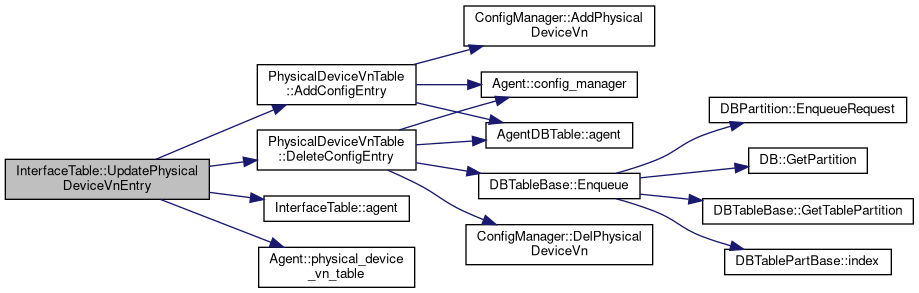 InterfaceTable::UpdatePhysical
DeviceVnEntry
PhysicalDeviceVnTable
::AddConfigEntry
PhysicalDeviceVnTable
::DeleteConfigEntry
InterfaceTable::agent
Agent::physical_device
_vn_table
ConfigManager::AddPhysical
DeviceVn
Agent::config_manager
AgentDBTable::agent
DBTableBase::Enqueue
ConfigManager::DelPhysical
DeviceVn
DBPartition::EnqueueRequest
DB::GetPartition
DBTableBase::GetTablePartition
DBTablePartBase::index